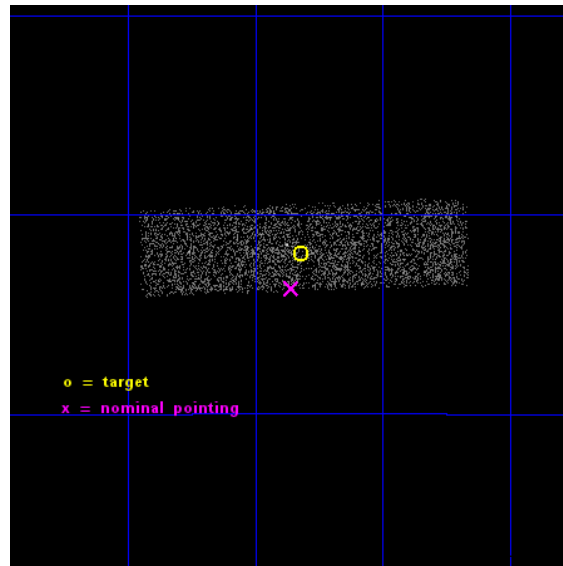 o = target
x = nominal pointing